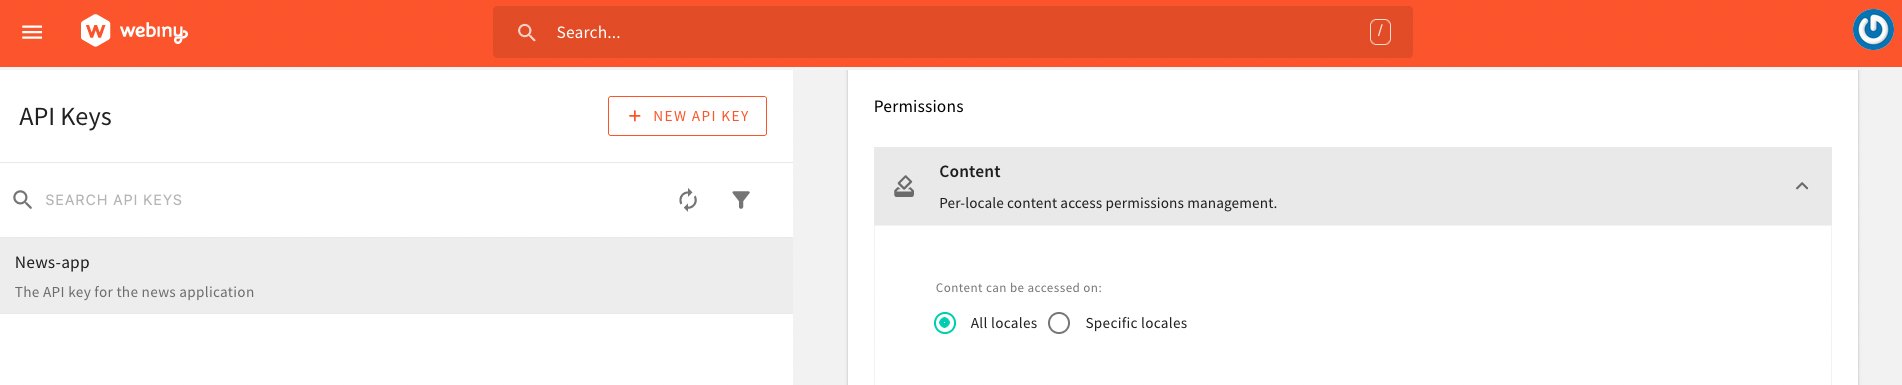 webiny
Search...
/
API Keys
+ NEW API KEY
SEARCH API KEYS
News-app
The API key for the news application
Permissions
Content
Per-locale content access permissions management.
Content can be accessed on:
All locales
Specific locales